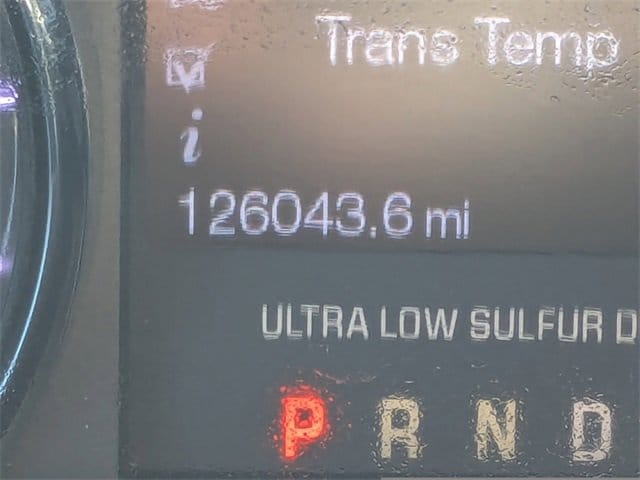 Trans Temp
i
126043.6 mi
ULTRA LOW SULFUR D
P R N D